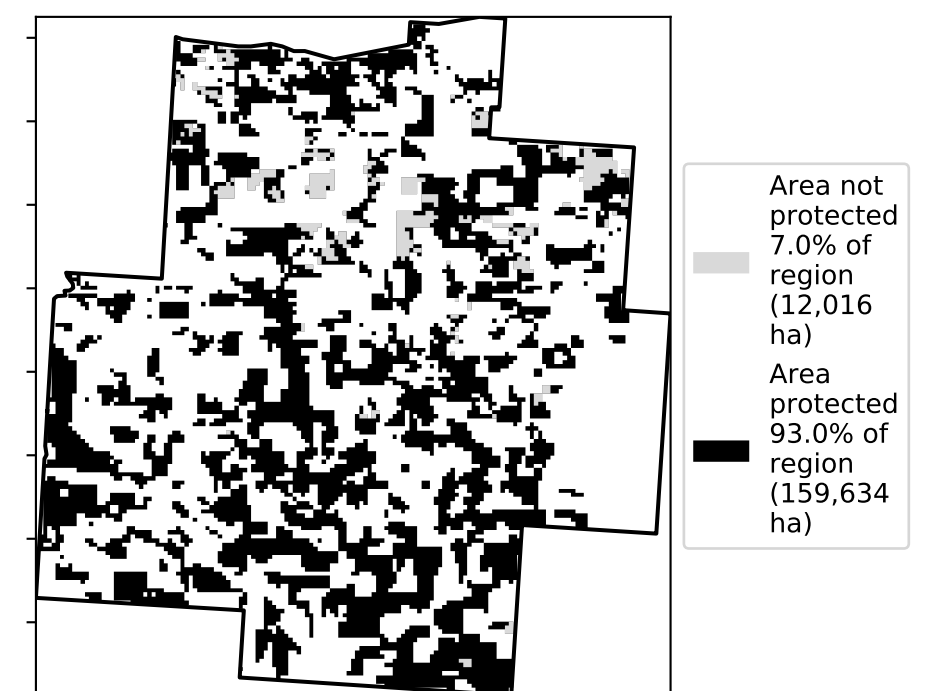 Area not
protected
7.0% of
region
(12,016
ha)
Area
protected
93.0% of
region
(159,634
ha)